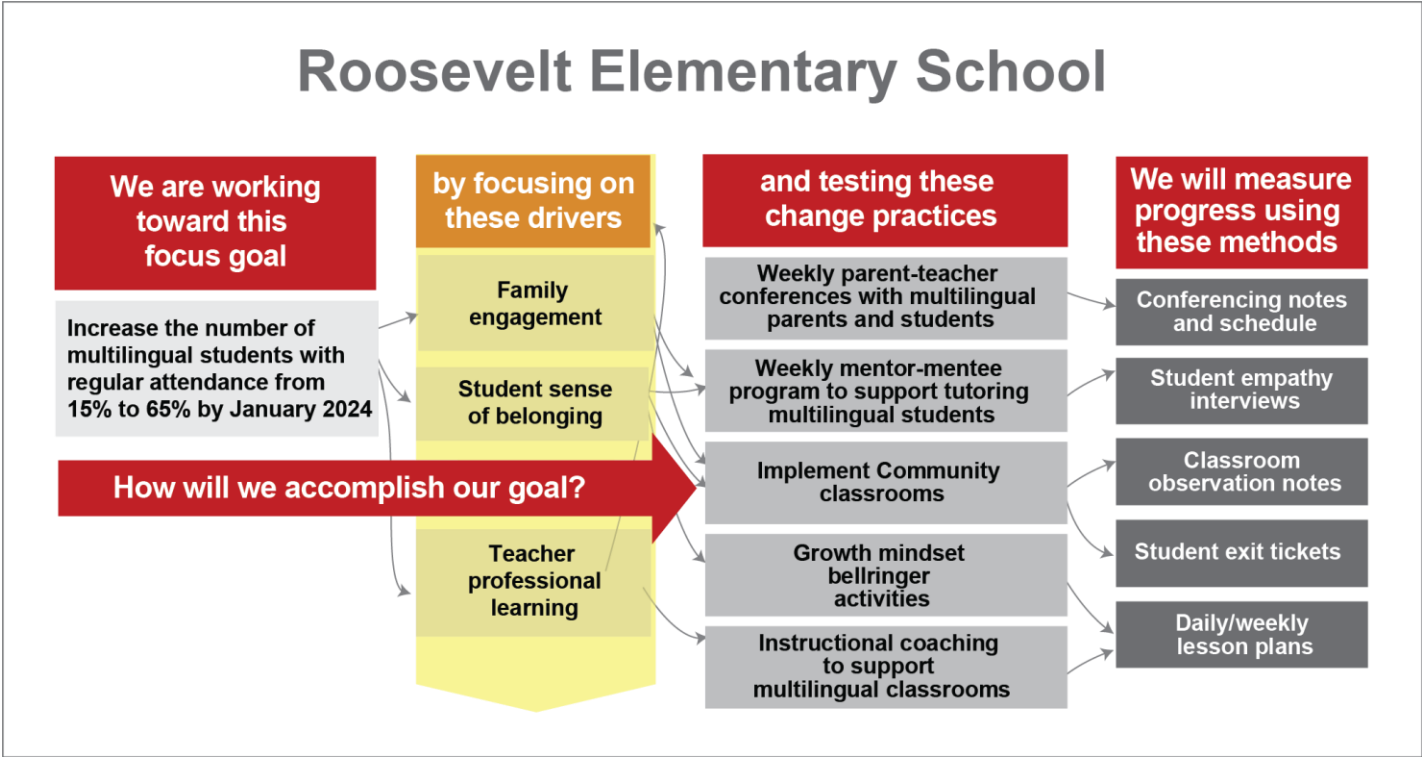 Roosevelt Elementary School
We are working
toward this
focus goal
Increase the number of
multilingual students with
regular attendance from
15% to 65% by January 2024
How will we accomplish our goal?
by focusing on
these drivers
Family
engagement
Student sense
of belonging
Teacher
professional
learning
and testing these
change practices
Weekly parent-teacher
conferences with multilingual
parents and students
Weekly mentor-mentee
program to support tutoring
multilingual students
Implement Community
classrooms
Growth mindset
bellringer
activities
Instructional coaching
to support
multilingual classrooms
We will measure
progress using
these methods
Conferencing notes
and schedule
Student empathy
interviews
Classroom
observation notes
Student exit tickets
Daily/weekly
lesson plans